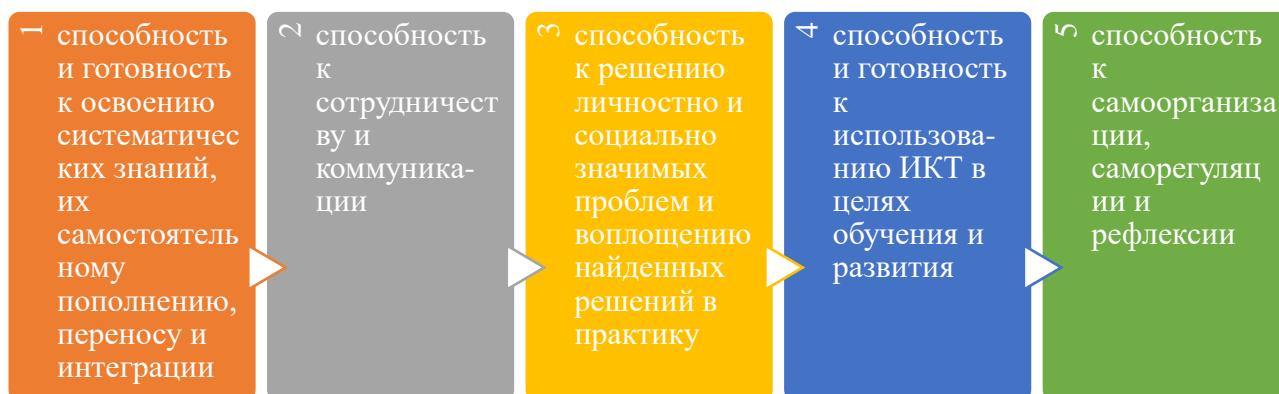 1
способность
и готовность
к освоению
систематичес
ких знаний,
их
самостоятель
ному
пополнению,
переносу и
интеграции
2
способность
к
сотрудничест
ву и
коммуника-
ции
3
способность
к решению
личностно и
социально
значимых
проблем и
воплощению
найденных
решений в
практику
4
способность
и готовность
к
использова-
нию ИКТ в
целях
обучения и
развития
5
способность
к
самоорганиза
ции,
саморегуляц
ии и
рефлексии